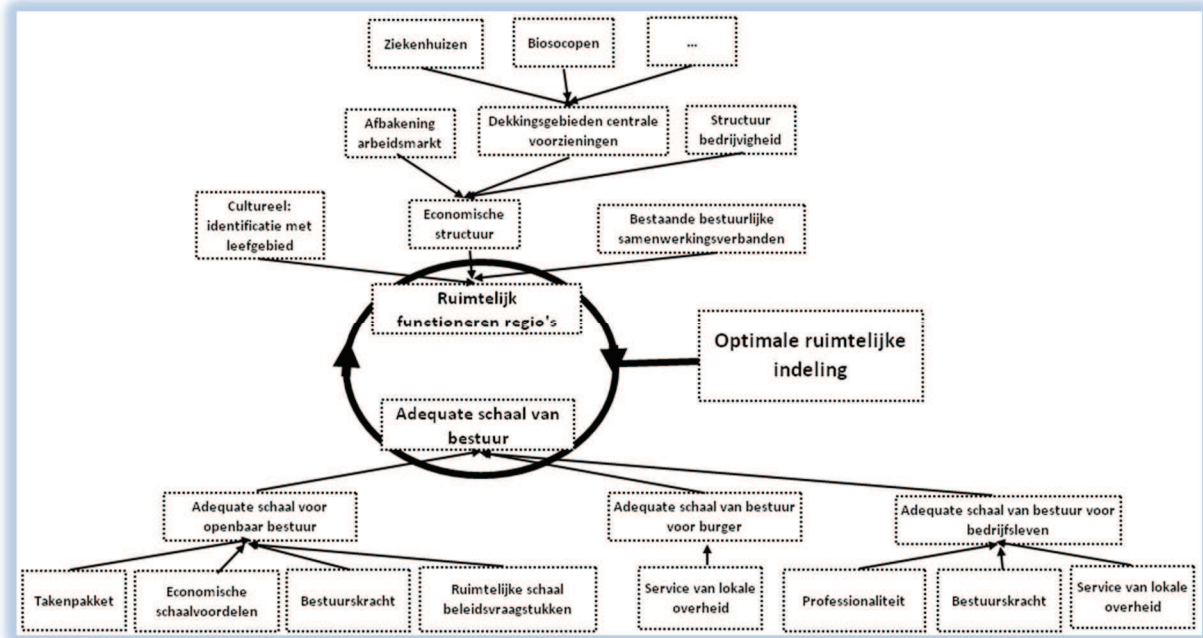 Ziekenhuizen
Biosocopen
...
Afbakening
arbeidsmarkt
Dekkingsgebieden centrale
voorzieningen
Structuur
bedrijvigheid
Cultureel:
identificatie met
leefgebied
Economische
structuur
Bestaande bestuurlijke
samenwerkingsverbanden
Ruimtelijk
functioneren regio's
Optimale ruimtelijke
indeling
Adequate schaal van
bestuur
Adequate schaal voor
openbaar bestuur
Adequate schaal van bestuur
voor burger
Adequate schaal van bestuur voor
bedrijfsleven
Takenpakket
Economische
schaalvoordelen
Bestuurskracht
Ruimtelijke schaal
beleidsvraagstukken
Service van lokale
overheid
Professionaliteit
Bestuurskracht
Service van lokale
overheid